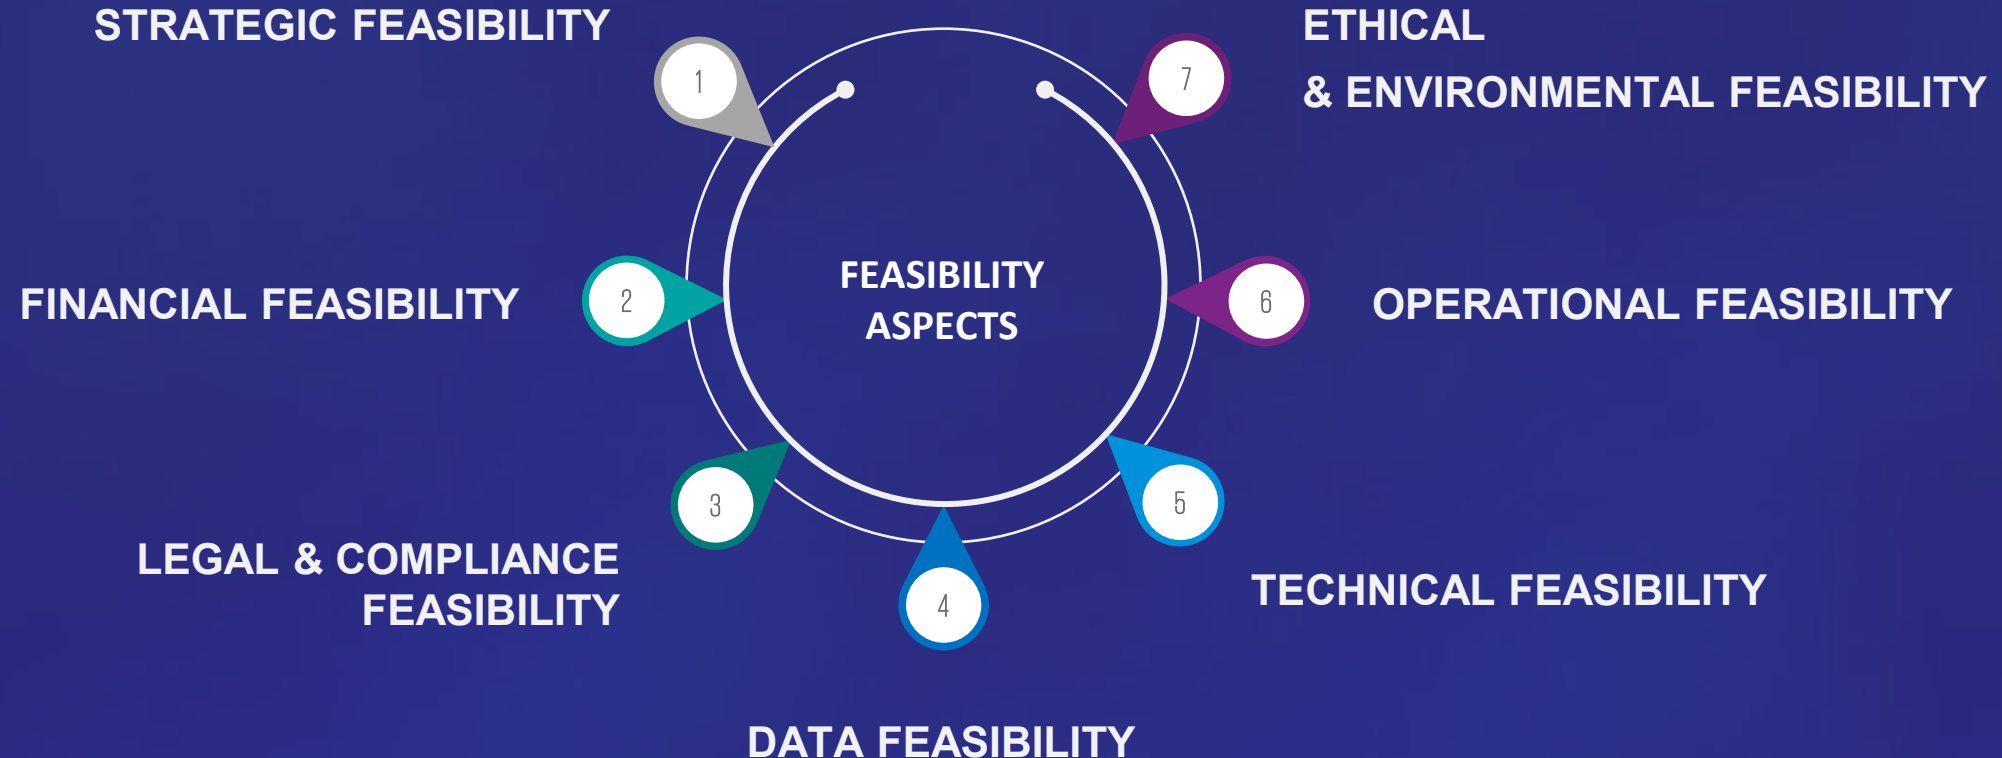 STRATEGIC FEASIBILITY
1
FINANCIAL FEASIBILITY
2
LEGAL & COMPLIANCE
FEASIBILITY
3
DATA FEASIBILITY
4
TECHNICAL FEASIBILITY
5
OPERATIONAL FEASIBILITY
6
ETHICAL
& ENVIRONMENTAL FEASIBILITY
7
FEASIBILITY
ASPECTS